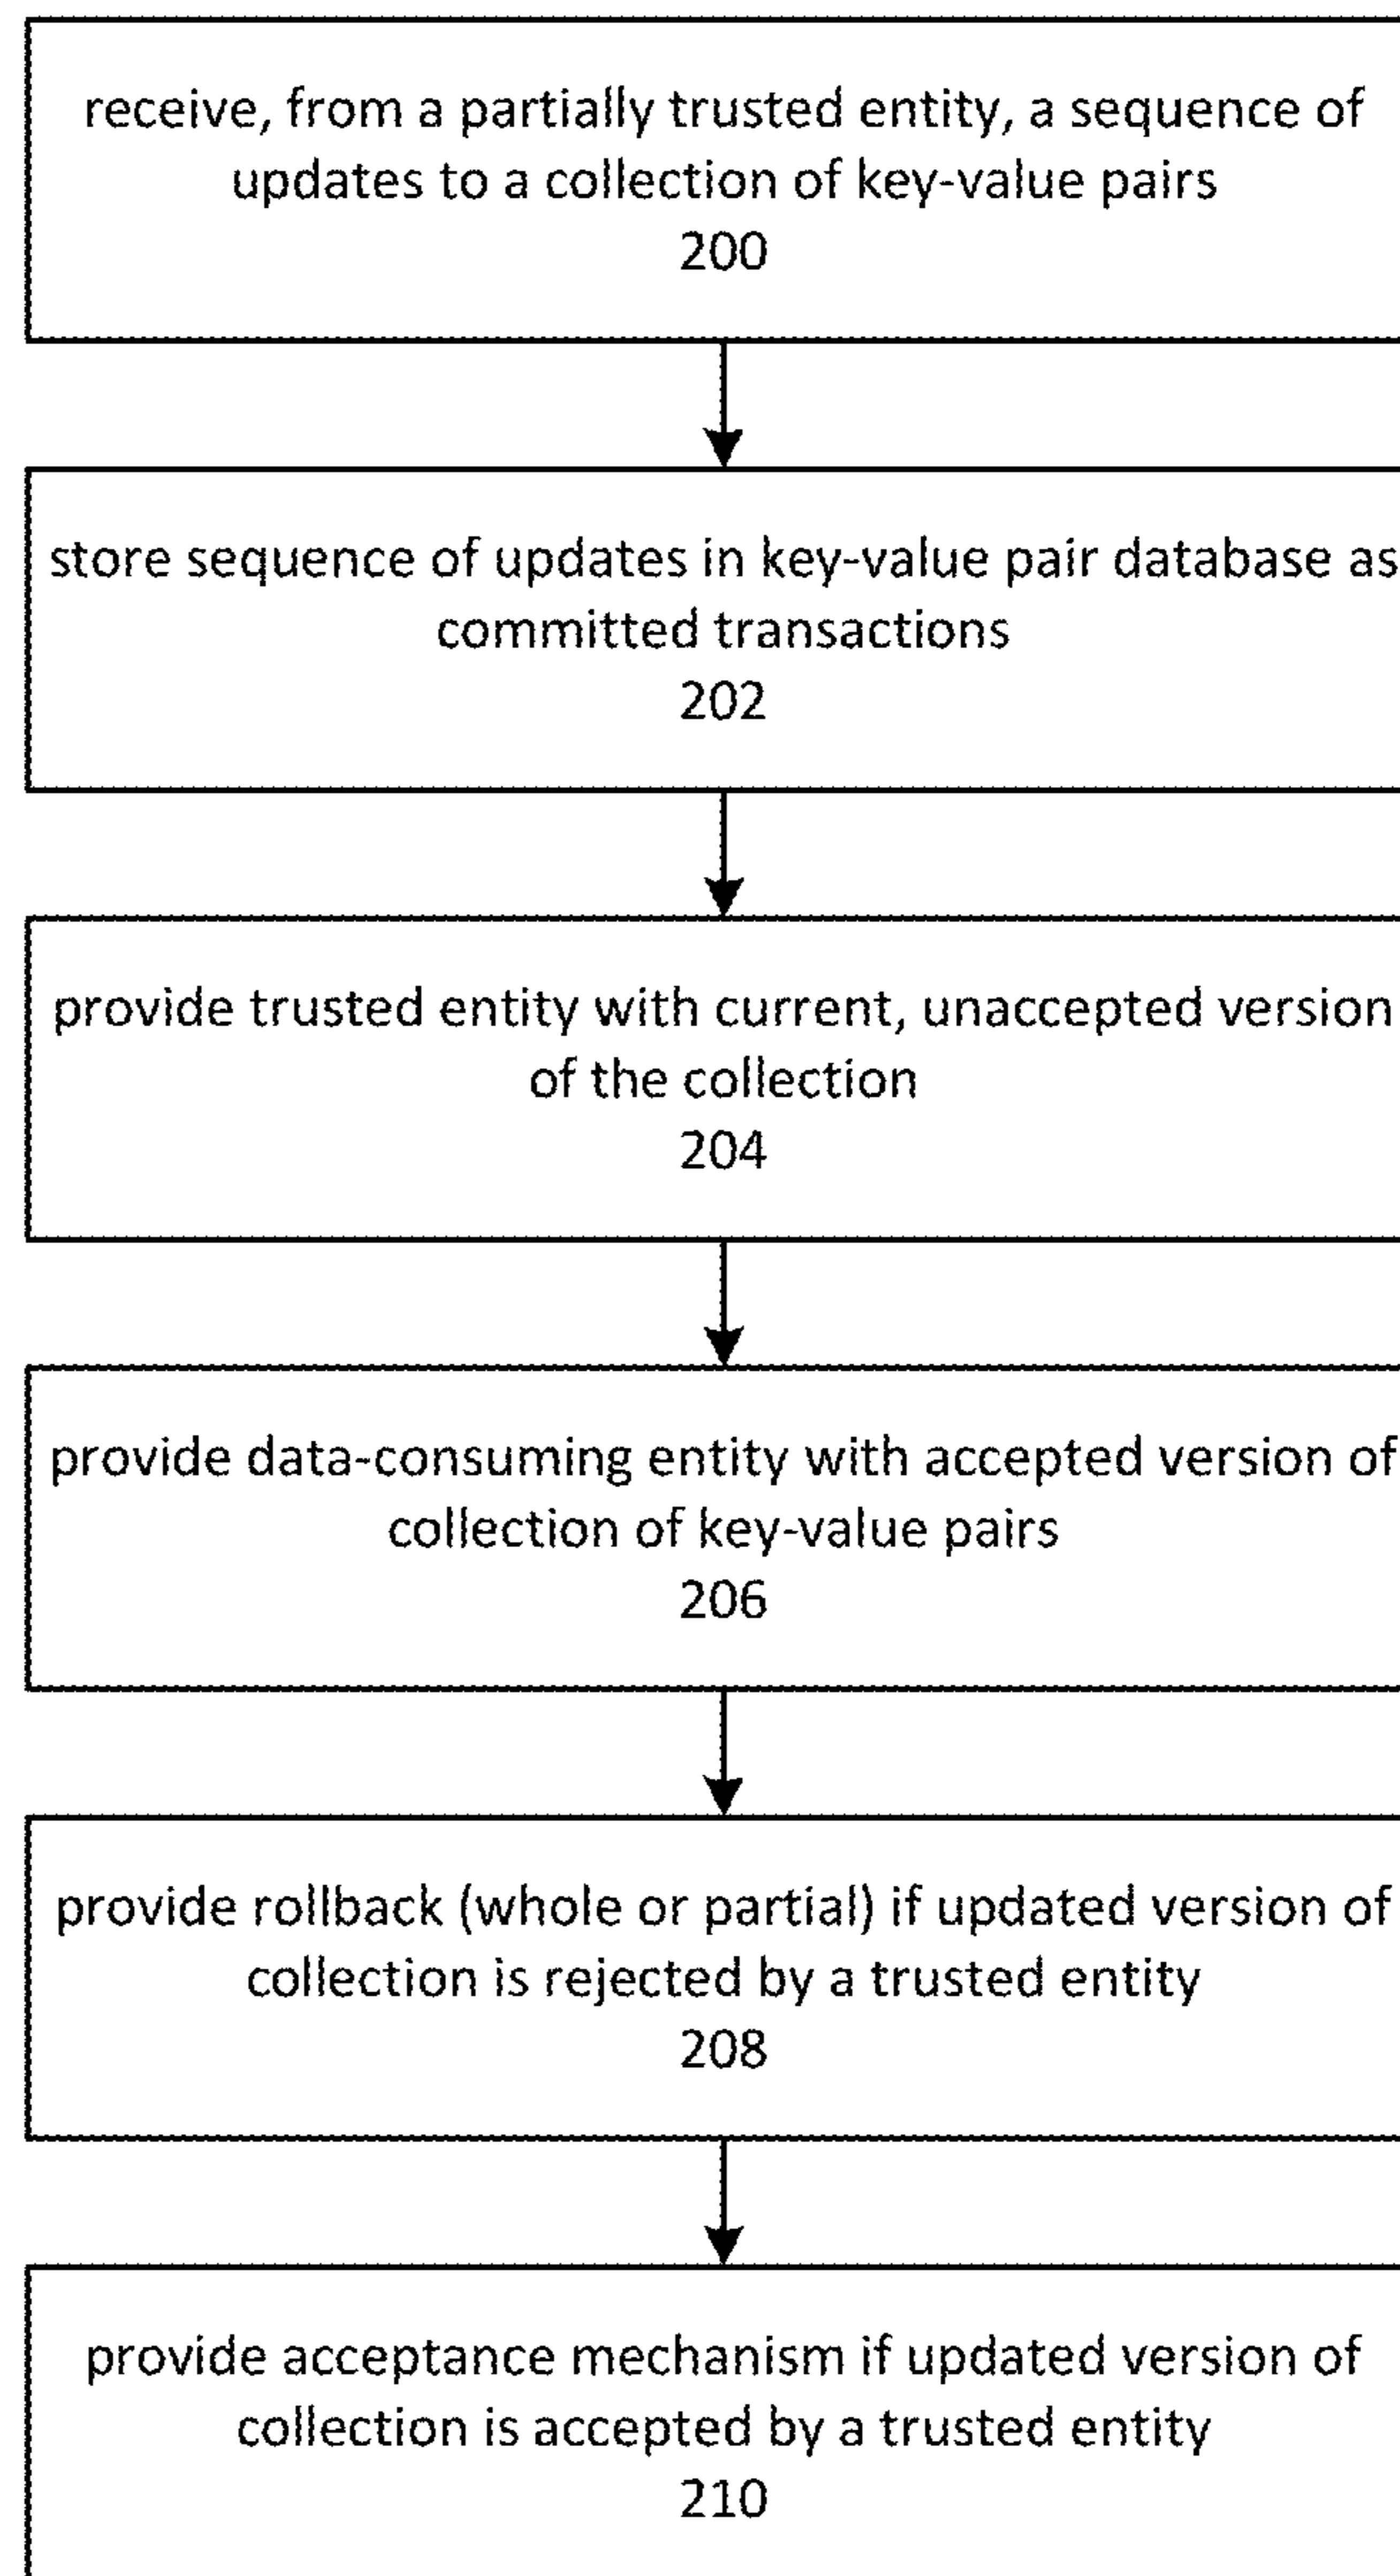 receive, from a partially trusted entity, a sequence of
updates to a collection of key-value pairs
200
store sequence of updates in key-value pair database as
committed transactions
202
provide trusted entity with current, unaccepted version
of the collection
204
provide data-consuming entity with accepted version of
collection of key-value pairs
206
provide rollback (whole or partial) if updated version of
collection is rejected by a trusted entity
208
provide acceptance mechanism if updated version of
collection is accepted by a trusted entity
210